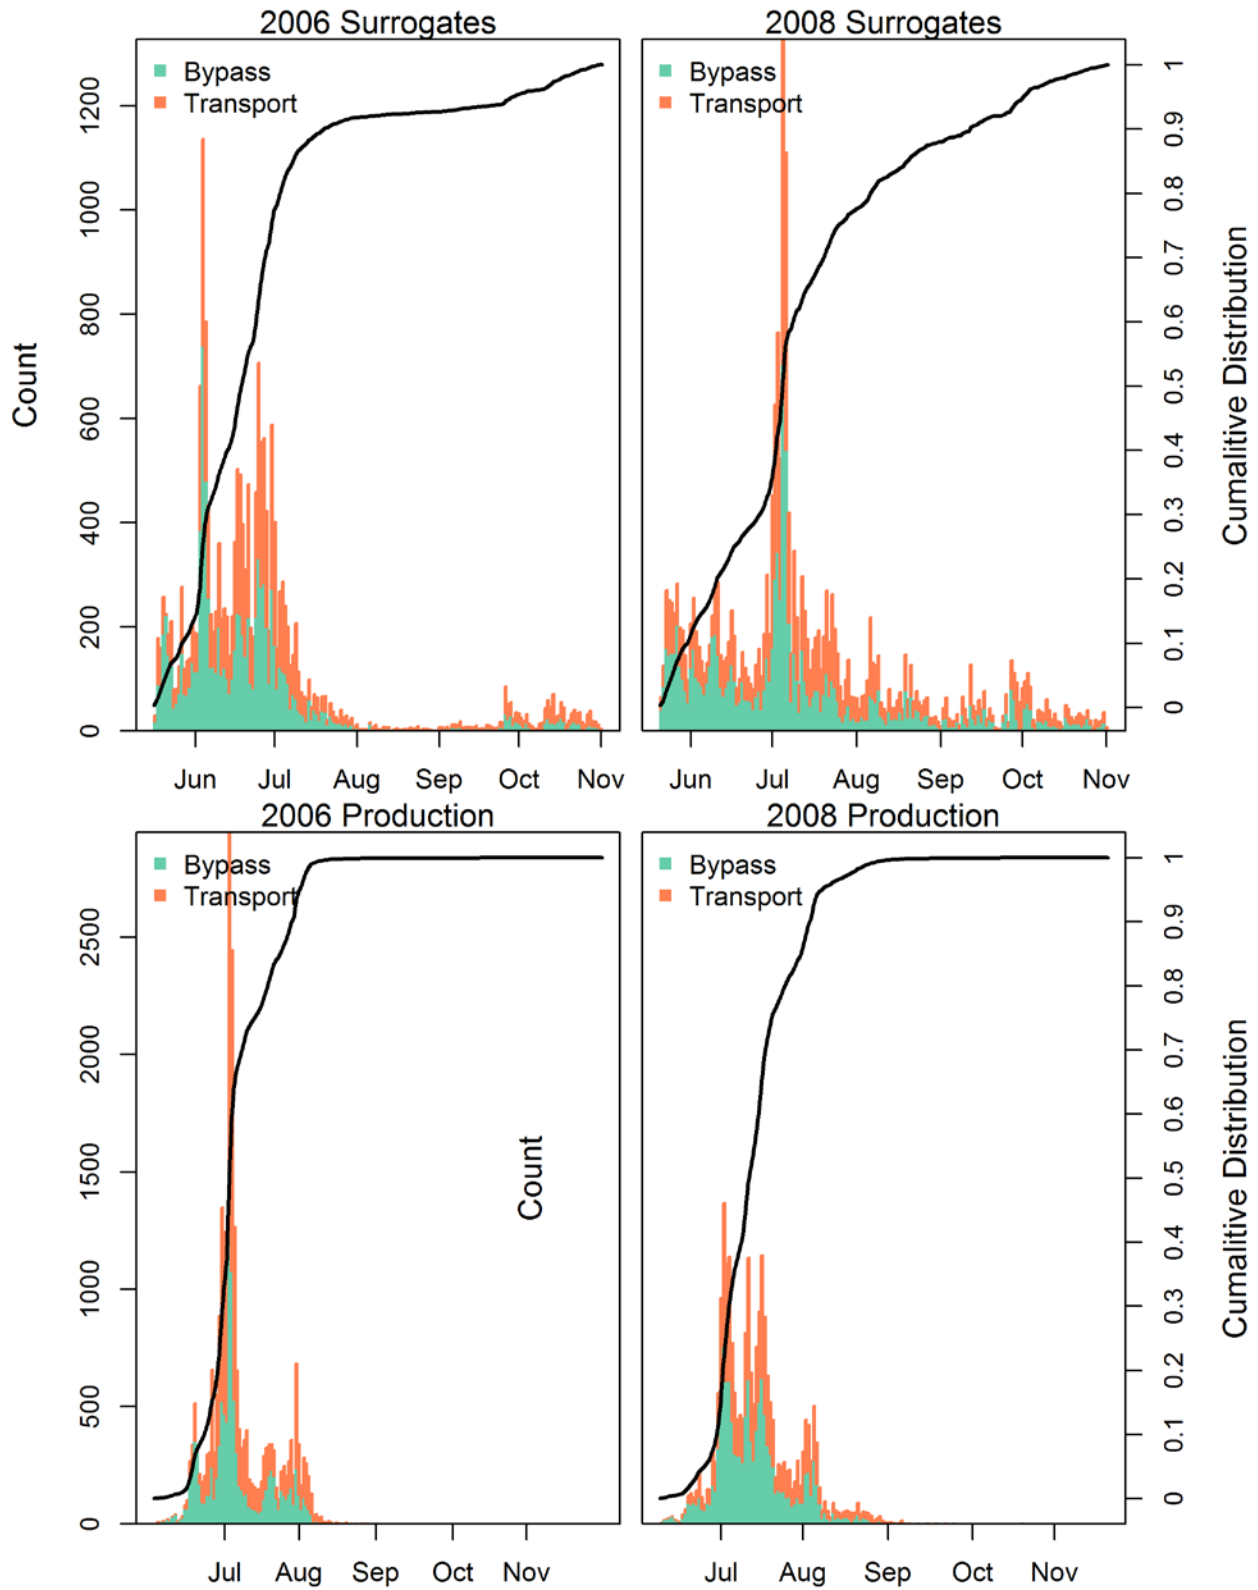 2006 Surrogates
2008 Surrogates
Bypass
Transport
Bypass
Transport
Count
0
200
400
600
800
1000
1200
Jun
Jul
Aug
Sep
Oct
Nov
Jun
Jul
Aug
Sep
Oct
Nov
0
0.1
0.2
0.3
0.4
0.5
0.6
0.7
0.8
0.9
1
Cumalitive Distribution
2006 Production
2008 Production
Bypass
Transport
Bypass
Transport
0
500
1000
1500
2000
2500
Count
Jul
Aug
Sep
Oct
Nov
Jul
Aug
Sep
Oct
Nov
0
0.1
0.2
0.3
0.4
0.5
0.6
0.7
0.8
0.9
1
Cumalitive Distribution